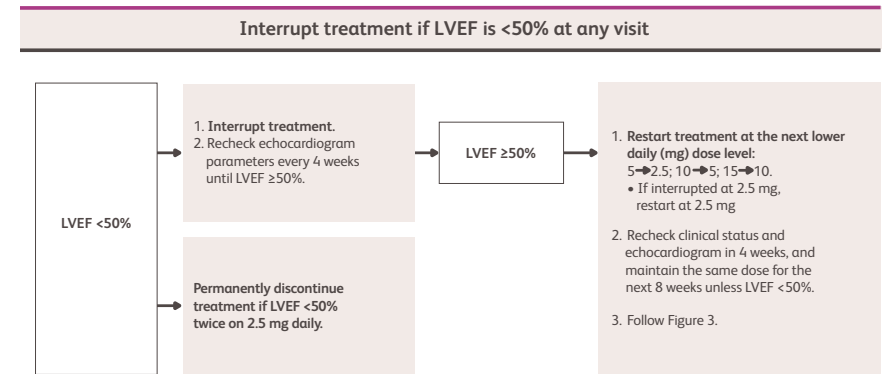 Interrupt treatment if LVEF is <50% at any visit
LVEF <50%
1. Interrupt treatment.
2. Recheck echocardiogram
parameters every 4 weeks
until LVEF ≥50%.
LVEF ≥50%
1. Restart treatment at the next lower
daily (mg) dose level:
5➔2.5; 10➔5; 15➔10.
• If interrupted at 2.5 mg,
restart at 2.5 mg
2. Recheck clinical status and
echocardiogram in 4 weeks, and
maintain the same dose for the
next 8 weeks unless LVEF <50%.
3. Follow Figure 3.
Permanently discontinue
treatment if LVEF <50%
twice on 2.5 mg daily.